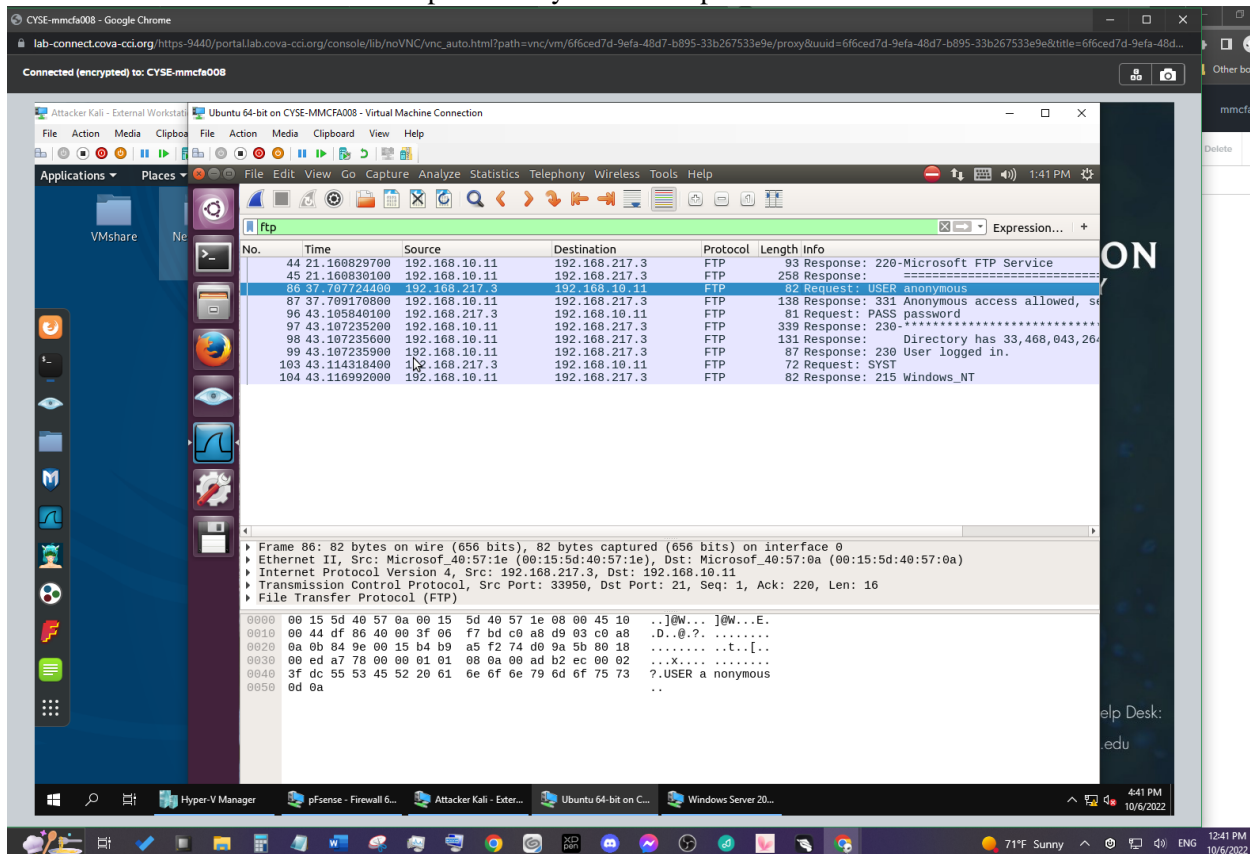 CYSE-mmcfa008 - Google Chrome
lab-connect.cova-cci.org/https-9440/portal.lab.cova-cci.org/console/lib/noVNC/vnc_auto.html?path=vnc/vm/6f6ced7d-9efa-48d7-b895-33b267533e9e/proxy&uuid=6f6ced7d-9efa-48d7-b895-33b267533e9e&title=6f6ced7d-9efa-48d...
Connected (encrypted) to: CYSE-mmcfa008
Other bo
mmcfa
Delete
Attacker Kali - External Workstati
File Action Media Clipboa
Applications Places
VMshare
Ne
Ubuntu 64-bit on CYSE-MMCFA008 - Virtual Machine Connection
File Action Media Clipboard View Help
File Edit View Go Capture Analyze Statistics Telephony Wireless Tools Help 1:41 PM
ftp Expression... +
No. Time Source Destination Protocol Length Info
44 21.160829700 192.168.10.11 192.168.217.3 FTP 93 Response: 220-Microsoft FTP Service
45 21.160830100 192.168.10.11 192.168.217.3 FTP 258 Response: ===========================
86 37.707724400 192.168.217.3 192.168.10.11 FTP 82 Request: USER anonymous
87 37.709170800 192.168.10.11 192.168.217.3 FTP 138 Response: 331 Anonymous access allowed, se
96 43.105840100 192.168.217.3 192.168.10.11 FTP 81 Request: PASS password
97 43.107235200 192.168.10.11 192.168.217.3 FTP 339 Response: 230-***************************
98 43.107235600 192.168.10.11 192.168.217.3 FTP 131 Response: Directory has 33,468,043,264
99 43.107235900 192.168.10.11 192.168.217.3 FTP 87 Response: 230 User logged in.
103 43.114318400 192.168.217.3 192.168.10.11 FTP 72 Request: SYST
104 43.116992000 192.168.10.11 192.168.217.3 FTP 82 Response: 215 Windows_NT
Frame 86: 82 bytes on wire (656 bits), 82 bytes captured (656 bits) on interface 0
Ethernet II, Src: Microsof_40:57:1e (00:15:5d:40:57:1e), Dst: Microsof_40:57:0a (00:15:5d:40:57:0a)
Internet Protocol Version 4, Src: 192.168.217.3, Dst: 192.168.10.11
Transmission Control Protocol, Src Port: 33950, Dst Port: 21, Seq: 1, Ack: 220, Len: 16
File Transfer Protocol (FTP)
0000 00 15 5d 40 57 0a 00 15 5d 40 57 1e 08 00 45 10 ..]@W... ]@W...E.
0010 00 44 df 86 40 00 3f 06 f7 bd c0 a8 d9 03 c0 a8 .D..@.?. ........
0020 0a 0b 84 9e 00 15 b4 b9 a5 f2 74 d0 9a 5b 80 18 ........ ..t..[..
0030 00 ed a7 78 00 00 01 01 08 0a 00 ad b2 ec 00 02 ...x.... ........
0040 3f dc 55 53 45 52 20 61 6e 6f 6e 79 6d 6f 75 73 ?.USER a nonymous
0050 0d 0a ..
ON
elp Desk:
.edu
Hyper-V Manager pFsense - Firewall 6... Attacker Kali - Exter... Ubuntu 64-bit on C... Windows Server 20... 4:41 PM
10/6/2022
71°F Sunny ENG 12:41 PM
10/6/2022